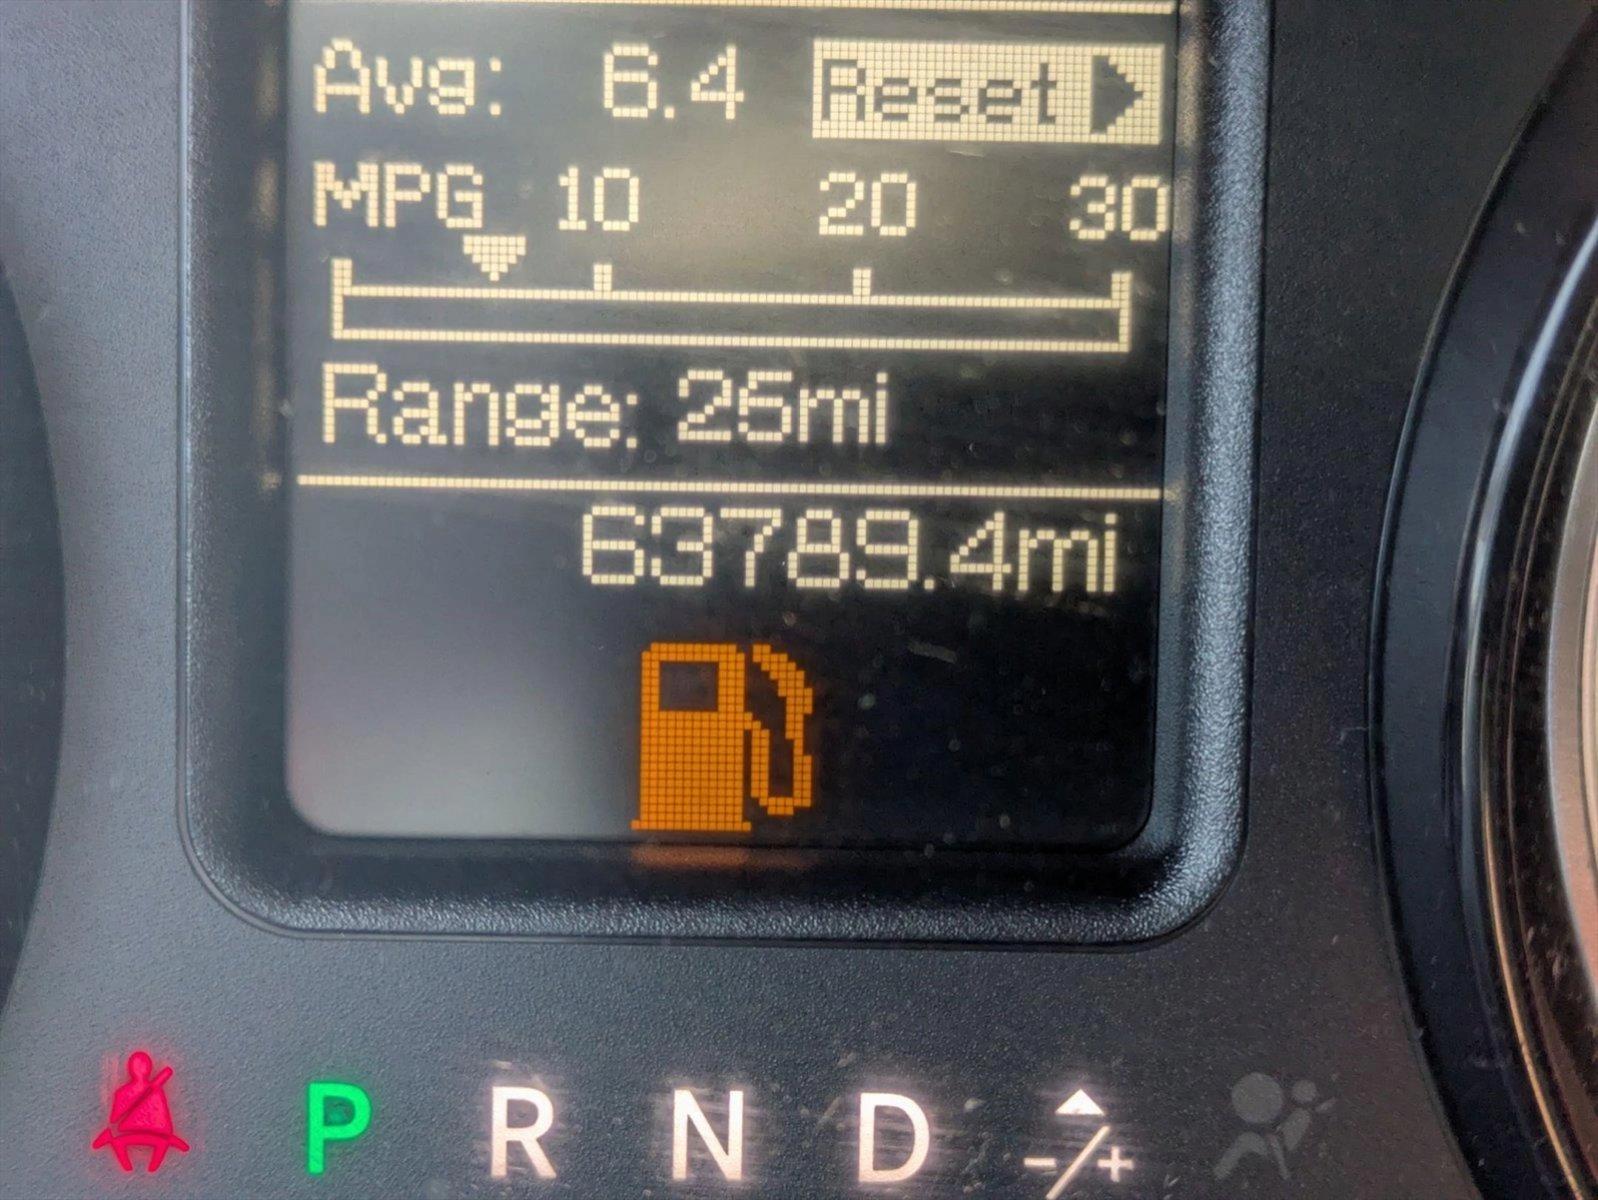 Avg: 6.4 Reset
MPG 10 20 30
Range: 26mi
63789.4mi
P R N D -/+